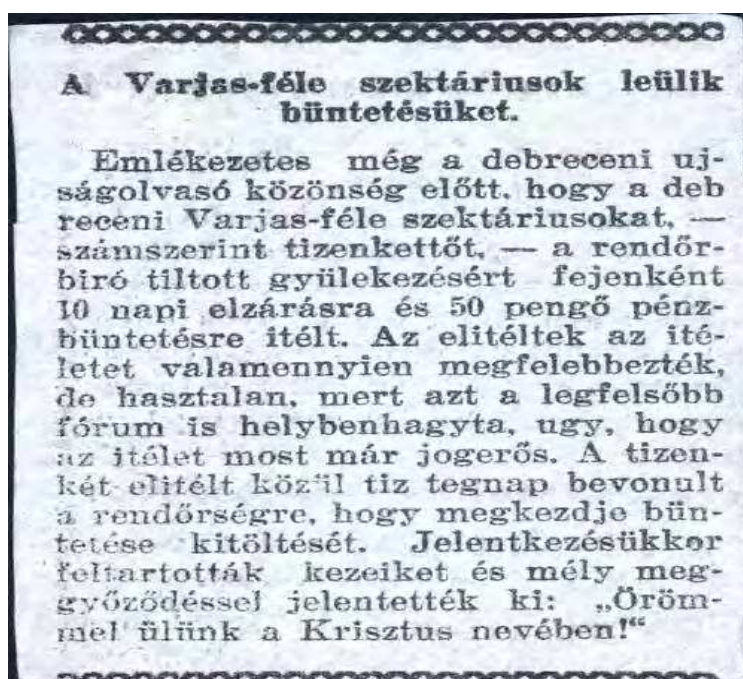 A Varjas-féle szektáriusok leülik
büntetésüket.
Emlékezetes még a debreceni uj-
ságolvasó közönség előtt, hogy a deb
receni Varjas-féle szektáriusokat, —
számszerint tizenkettőt, — a rendőr-
biró tiltott gyülekezésért fejenként
10 napi elzárásra és 50 pengő pénz-
büntetésre itélt. Az elitéltek az ité-
letet valamennyien megfelebbezték,
de hasztalan, mert azt a legfelsőbb
fórum is helybenhagyta, ugy, hogy
az itélet most már jogerős. A tizen-
két elitélt közül tiz tegnap bevonult
a rendőrségre, hogy megkezdje bün-
tetése kitöltését. Jelentkezésükkor
feltartották kezeiket és mély meg-
győződéssel jelentették ki: „Öröm-
mel ülünk a Krisztus nevében!“